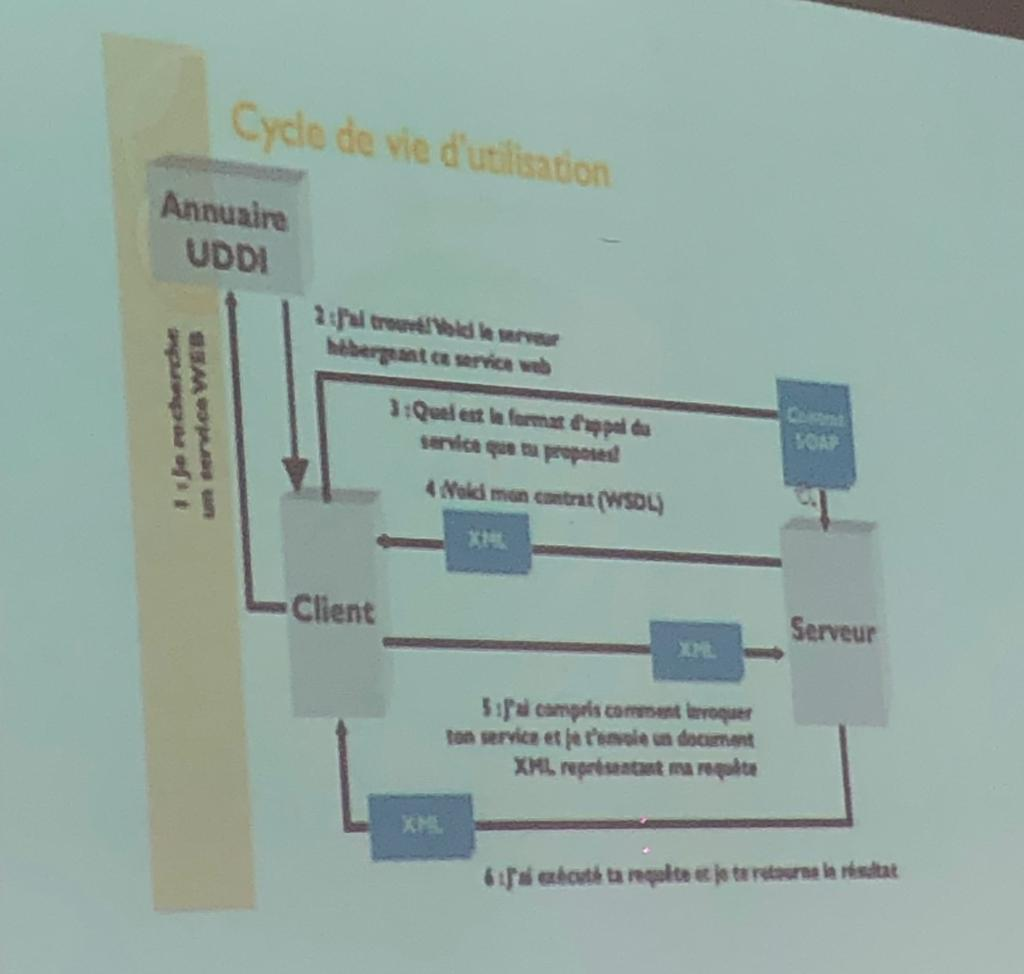 Cycle de vie d'utilisation
Annuaire
UDDI
1 : Je recherche
un service WEB
2 : J'ai trouvé! Voici le serveur
hébergeant ce service web
3 : Quel est le format d'appel du
service que tu proposes?
Contrat
SOAP
4 :Voici mon contrat (WSDL)
XML
Client
Serveur
XML
5 : J'ai compris comment invoquer
ton service et je t'envoie un document
XML représentant ma requête
XML
6 : J'ai exécuté ta requête et je te retourne le résultat